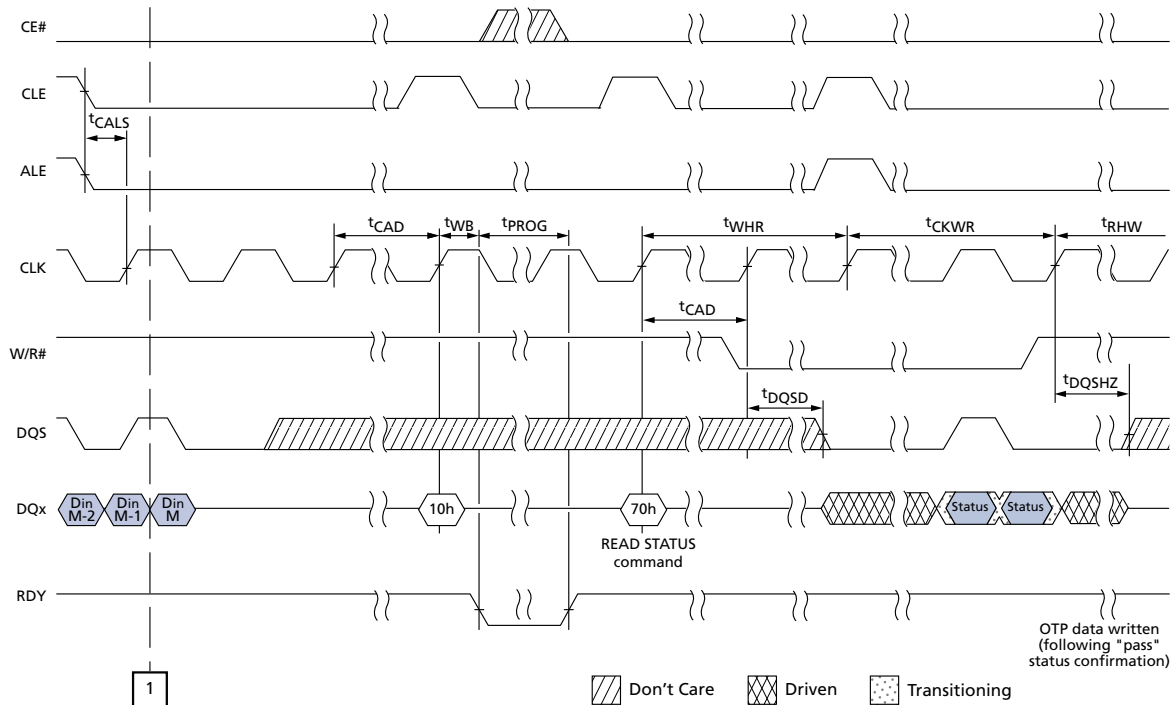 CE#
CLE
tCALS
ALE
tCAD
tWB
tPROG
tWHR
tCKWR
tRHW
CLK
tCAD
W/R#
tDQSD
tDQSHZ
DQS
DQx
Din M-2
Din M-1
Din M
10h
70h
Status
Status
READ STATUS
command
RDY
OTP data written
(following "pass"
status confirmation)
1
Don't Care
Driven
Transitioning